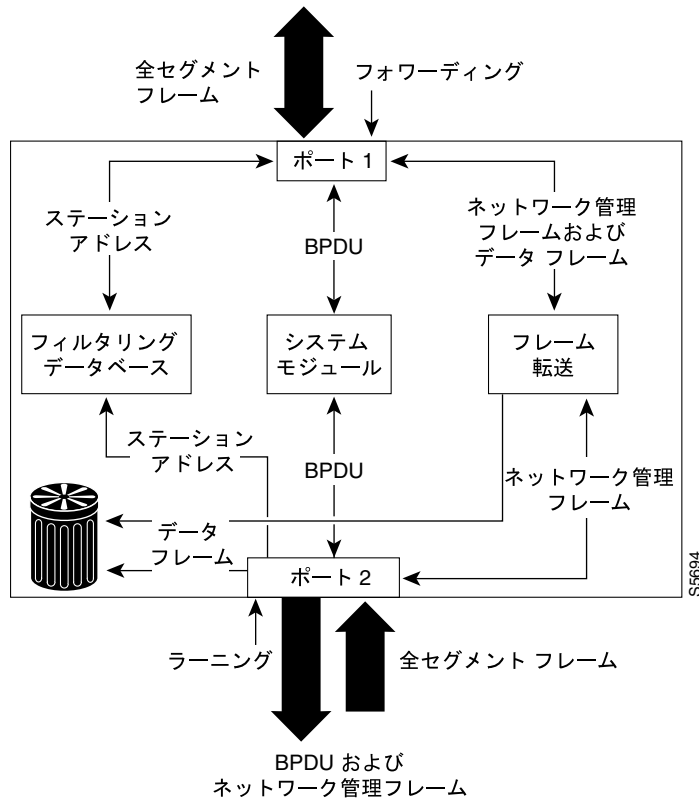 全セグメント
フレーム
フォワーディング
ポート 1
ステーション
アドレス
BPDU
ネットワーク管理
フレームおよび
データ フレーム
フィルタリング
データベース
システム
モジュール
フレーム
転送
ステーション
アドレス
BPDU
ネットワーク管理
フレーム
データ
フレーム
ポート 2
S5694
ラーニング
全セグメント フレーム
BPDU および
ネットワーク管理フレーム